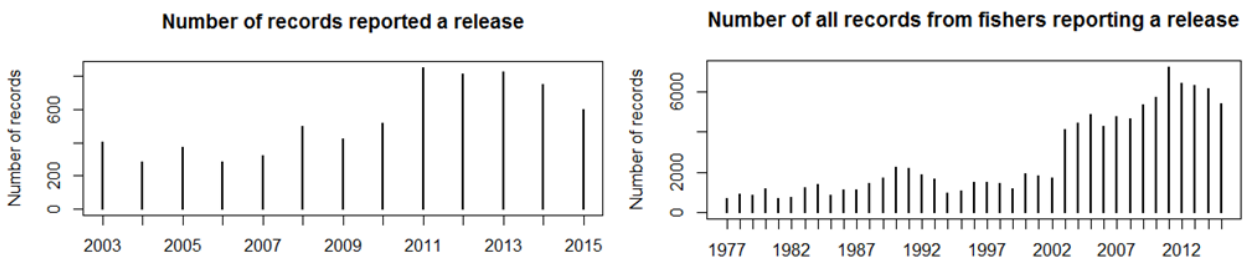 Number of records reported a release
Number of records
0
200
600
2003 2005 2007 2009 2011 2013 2015
Number of all records from fishers reporting a release
Number of records
0
2000
6000
1977 1982 1987 1992 1997 2002 2007 2012